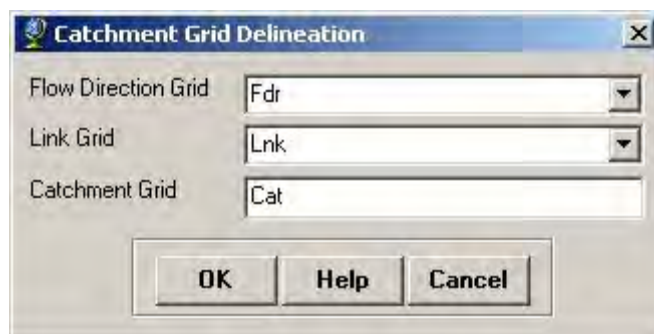 Catchment Grid Delineation
Flow Direction Grid Fdr
Link Grid Lnk
Catchment Grid Cat
OK Help Cancel